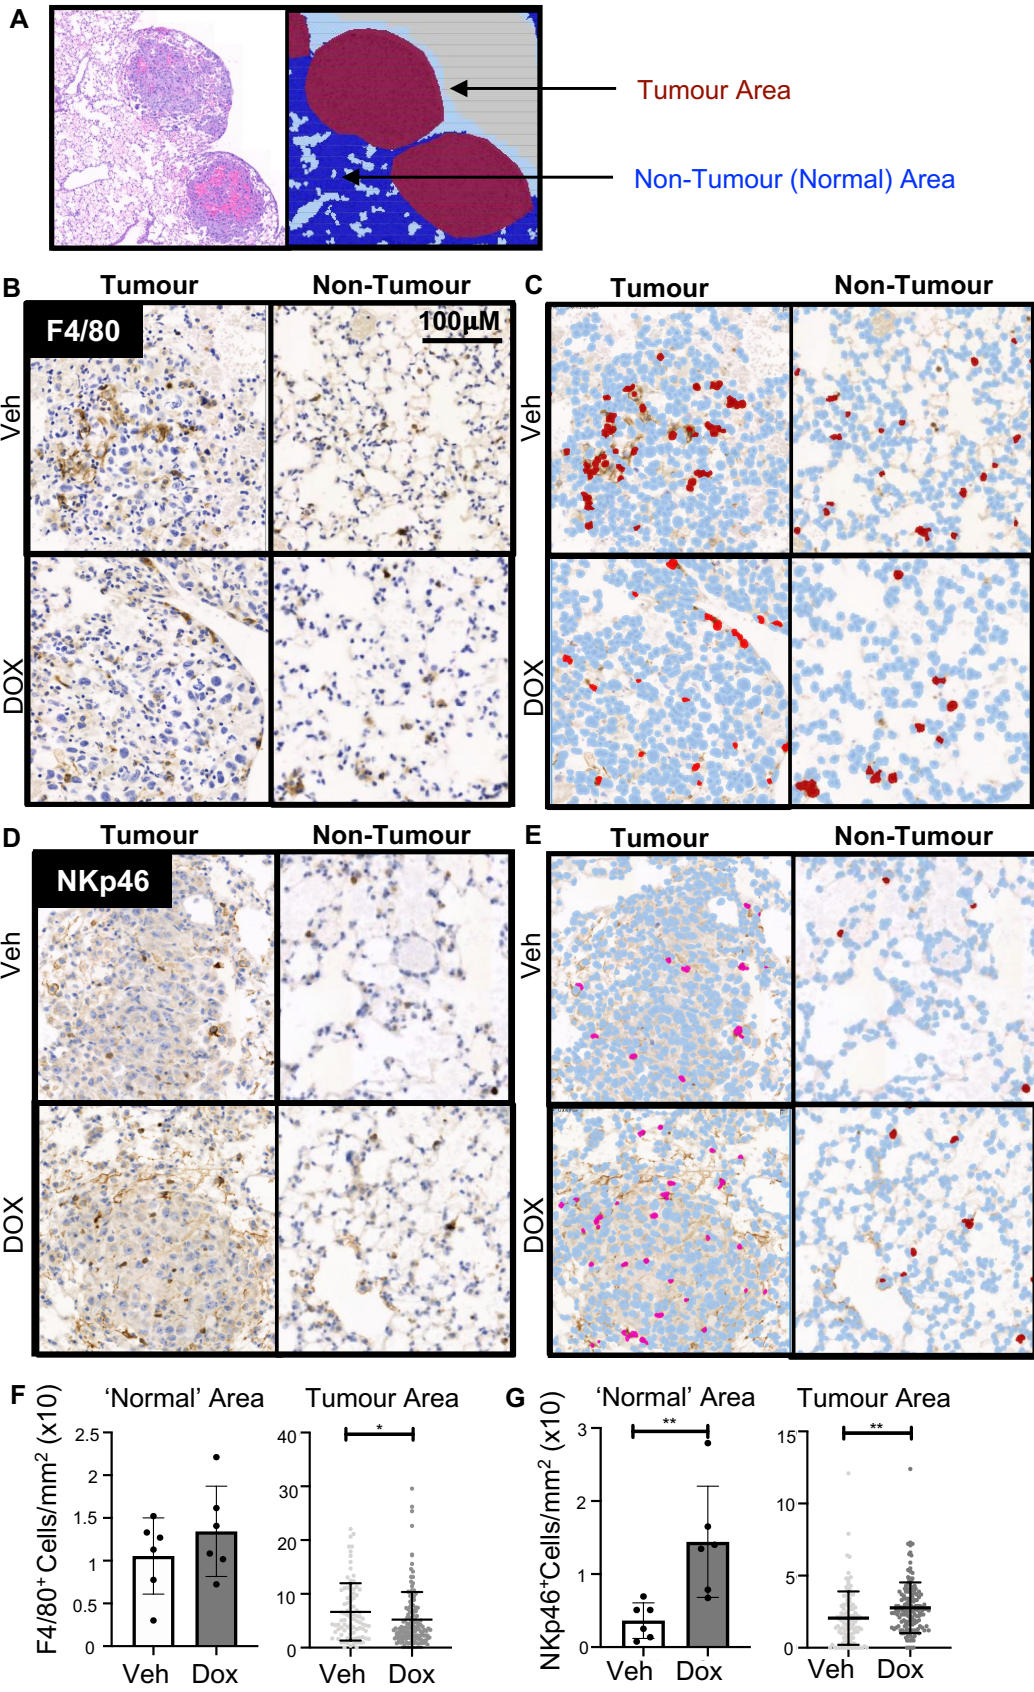 A
Tumour Area
Non-Tumour (Normal) Area
B
Tumour
Non-Tumour
C
Tumour
Non-Tumour
F4/80
100µM
Veh
Veh
DOX
DOX
D
Tumour
Non-Tumour
E
Tumour
Non-Tumour
NKp46
Veh
Veh
DOX
DOX
F
‘Normal’ Area
Tumour Area
G
‘Normal’ Area
Tumour Area
F4/80⁺ Cells/mm² (x10)
2.5
2
1.5
1
0.5
0
Veh Dox
*
40
30
20
10
0
Veh Dox
NKp46⁺Cells/mm² (x10)
**
3
2
1
0
Veh Dox
**
15
10
5
0
Veh Dox